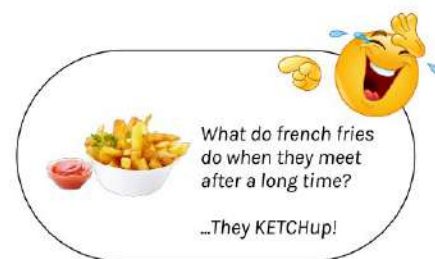 What do french fries
do when they meet
after a long time?
...They KETCHup!